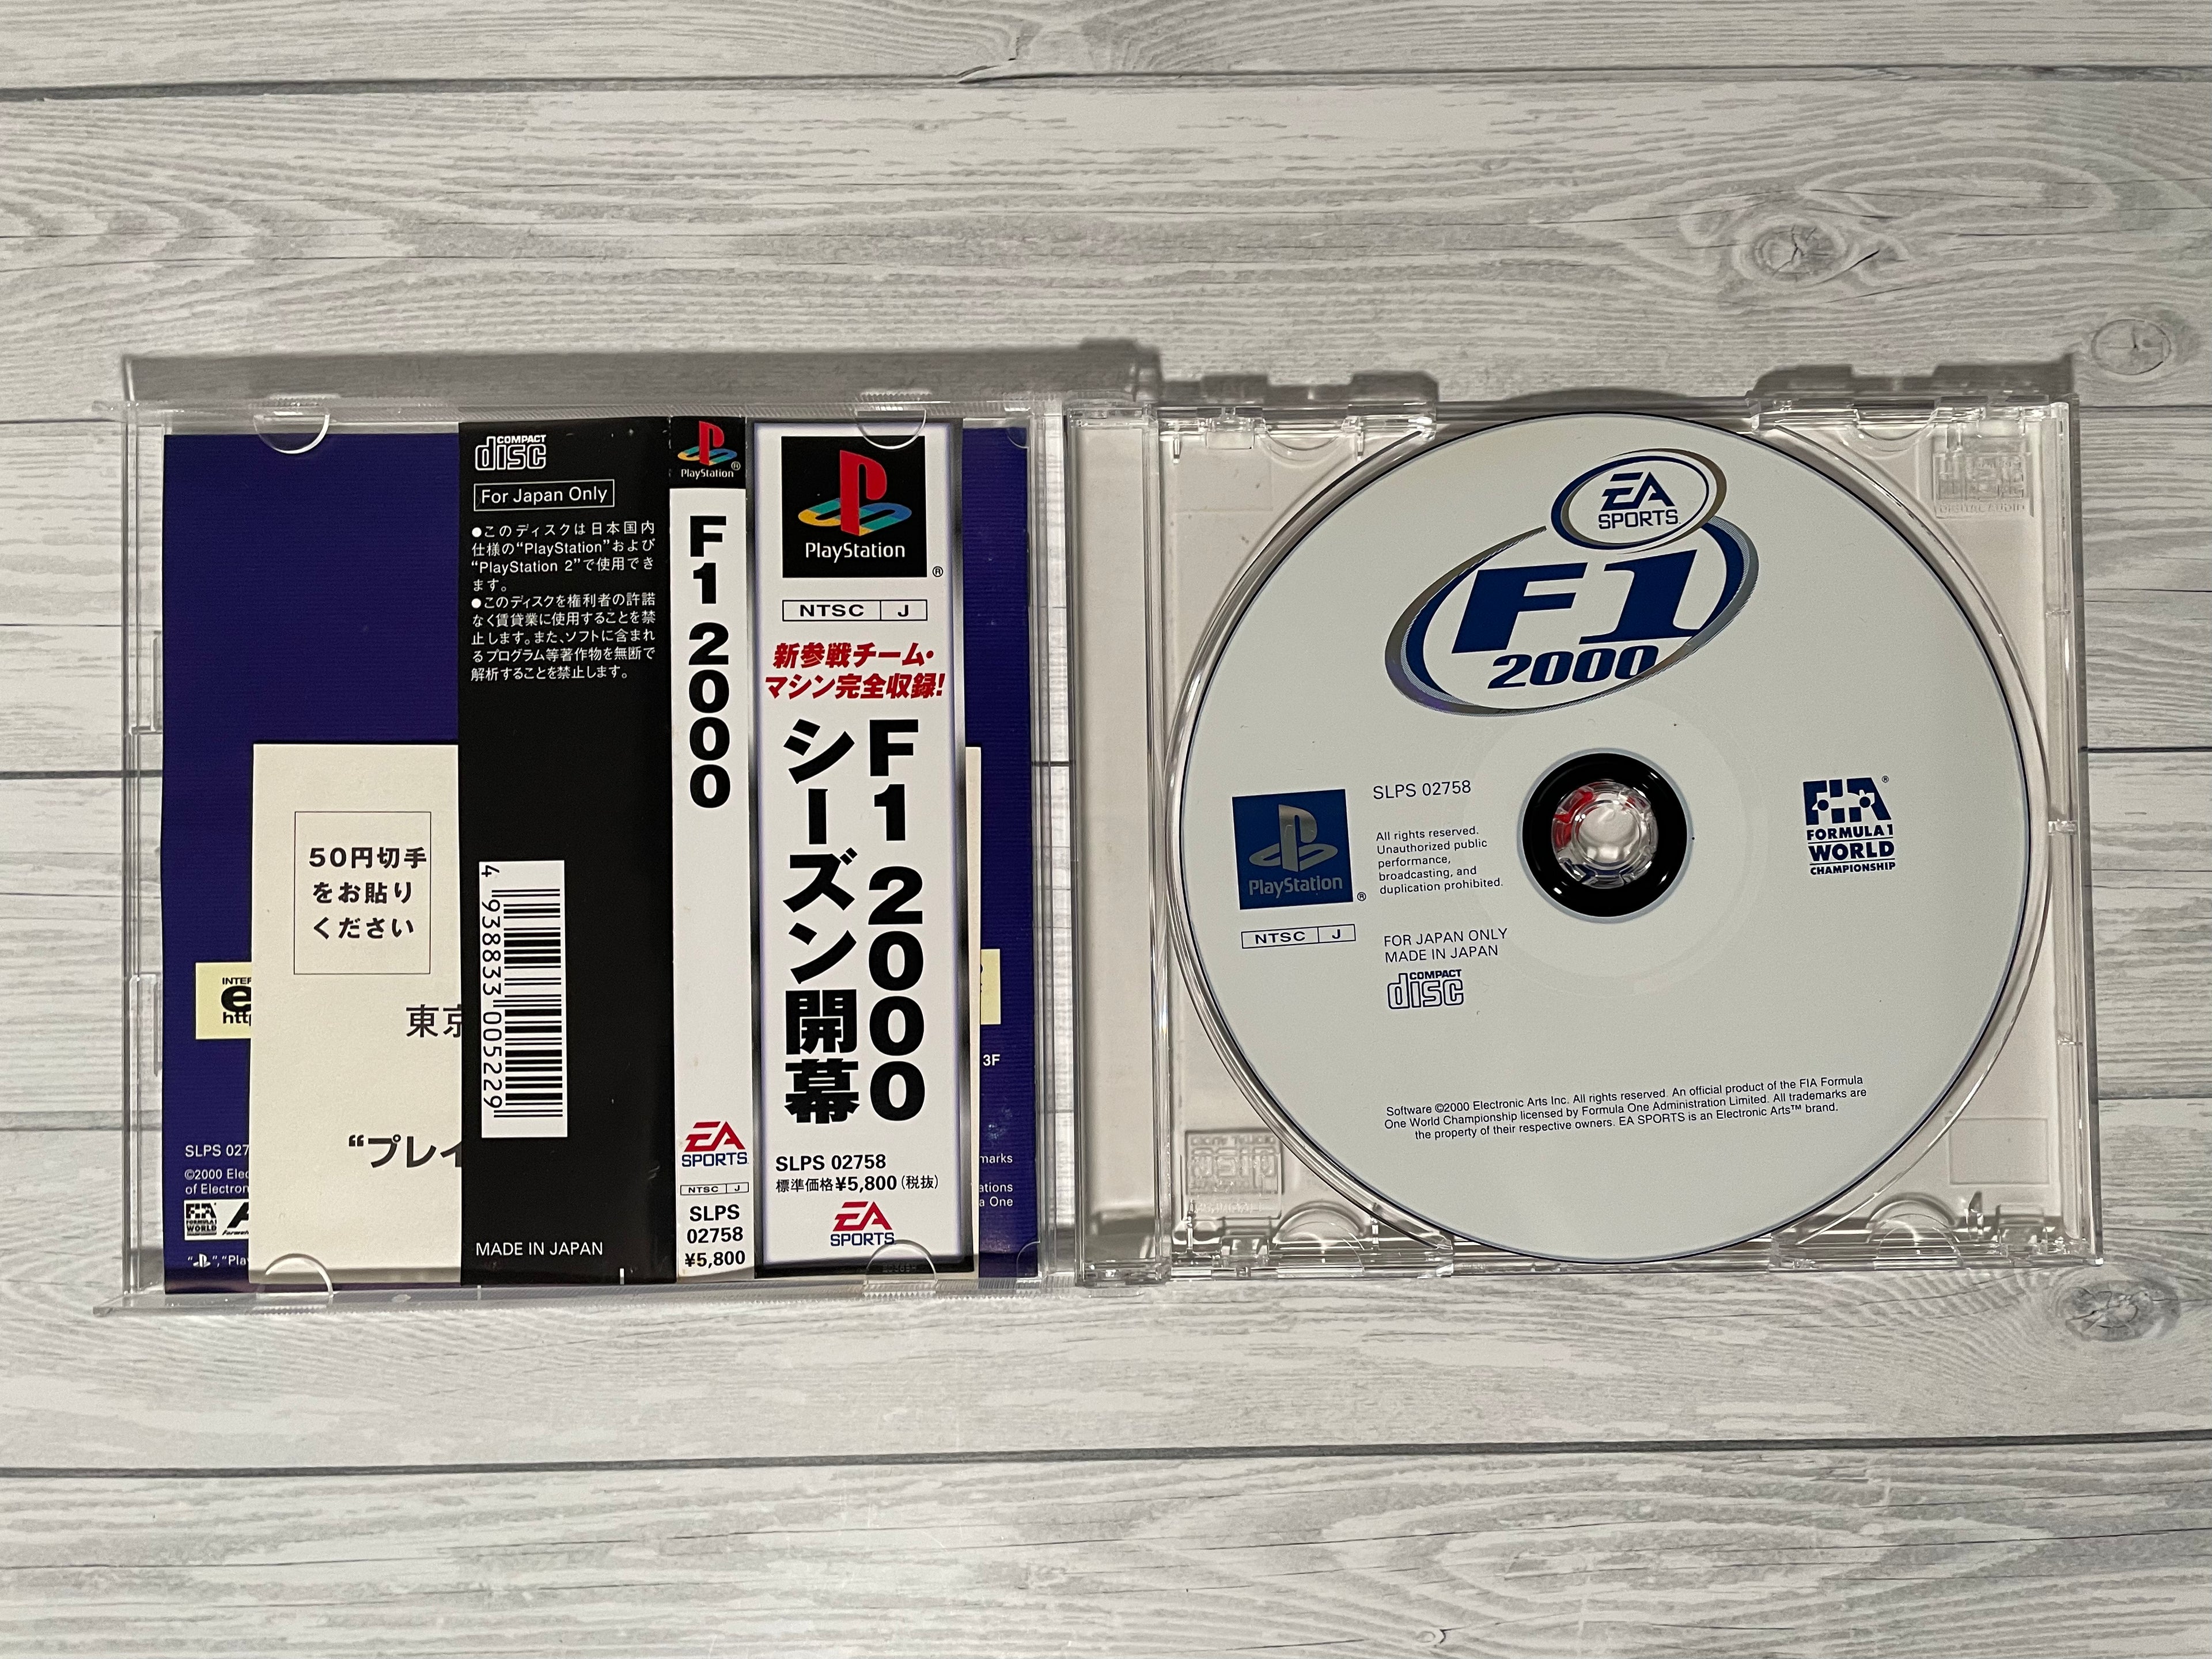 50円切手
をお貼り
ください
東京
“プレイ
INTER
http
3F
SLPS 027
©2000 Elec
of Electron
marks
ations
a One
FORMULA 1
WORLD
“ ”, “Play
COMPACT
disc
For Japan Only
●このディスクは日本国内
仕様の“PlayStation”および
“PlayStation 2”で使用でき
ます。
●このディスクを権利者の許諾
なく賃貸業に使用することを禁
止します。また、ソフトに含まれ
るプログラム等著作物を無断で
解析することを禁止します。
4 938833 005229
MADE IN JAPAN
PlayStation®
F1 2000
EA
SPORTS
NTSC J
SLPS
02758
¥5,800
PlayStation®
NTSC J
新参戦チーム・
マシン完全収録!
F1 2000
シーズン開幕
SLPS 02758
標準価格¥5,800(税抜)
EA
SPORTS
EA
SPORTS
F1
2000
PlayStation®
NTSC J
SLPS 02758
All rights reserved.
Unauthorized public
performance,
broadcasting, and
duplication prohibited.
FOR JAPAN ONLY
MADE IN JAPAN
COMPACT
disc
FIA®
FORMULA 1
WORLD
CHAMPIONSHIP
Software ©2000 Electronic Arts Inc. All rights reserved. An official product of the FIA Formula
One World Championship licensed by Formula One Administration Limited. All trademarks are
the property of their respective owners. EA SPORTS is an Electronic Arts™ brand.